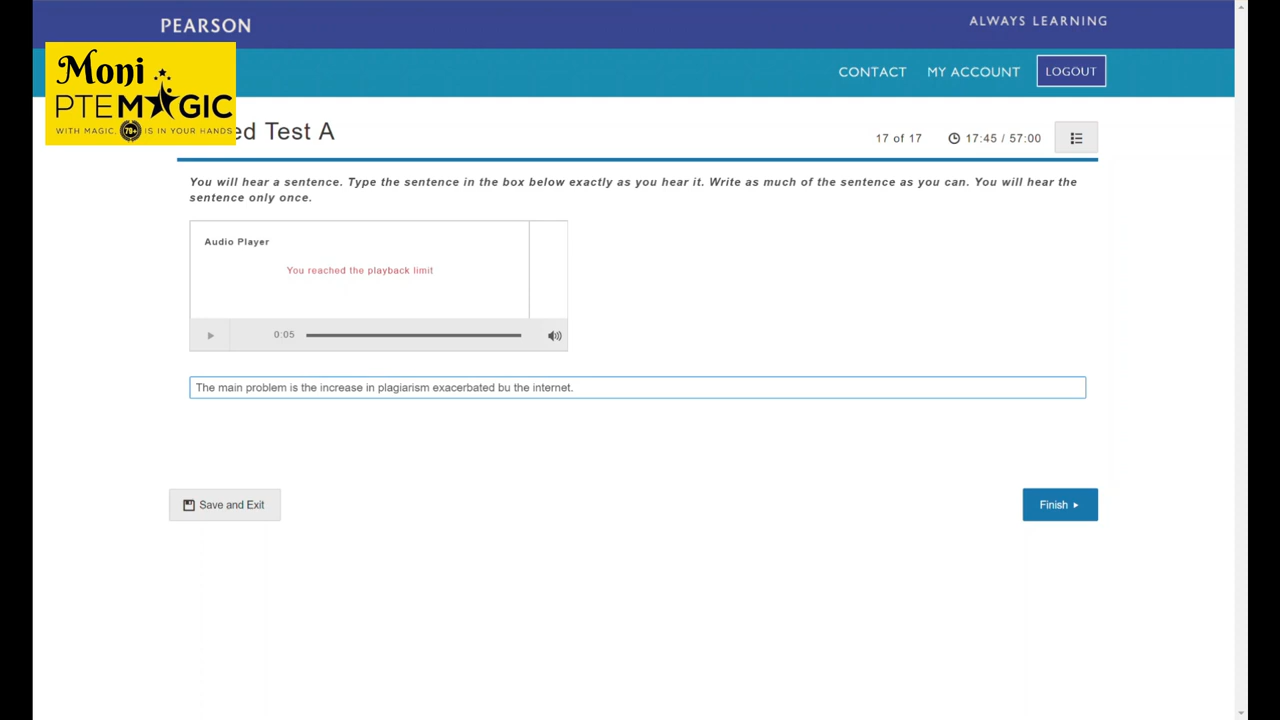 PEARSON
ALWAYS LEARNING
Moni
PTEMAGIC
WITH MAGIC, 79+ IS IN YOUR HANDS
CONTACT MY ACCOUNT LOGOUT
ed Test A
17 of 17 17:45 / 57:00
You will hear a sentence. Type the sentence in the box below exactly as you hear it. Write as much of the sentence as you can. You will hear the
sentence only once.
Audio Player
You reached the playback limit
0:05
The main problem is the increase in plagiarism exacerbated bu the internet.
Save and Exit
Finish